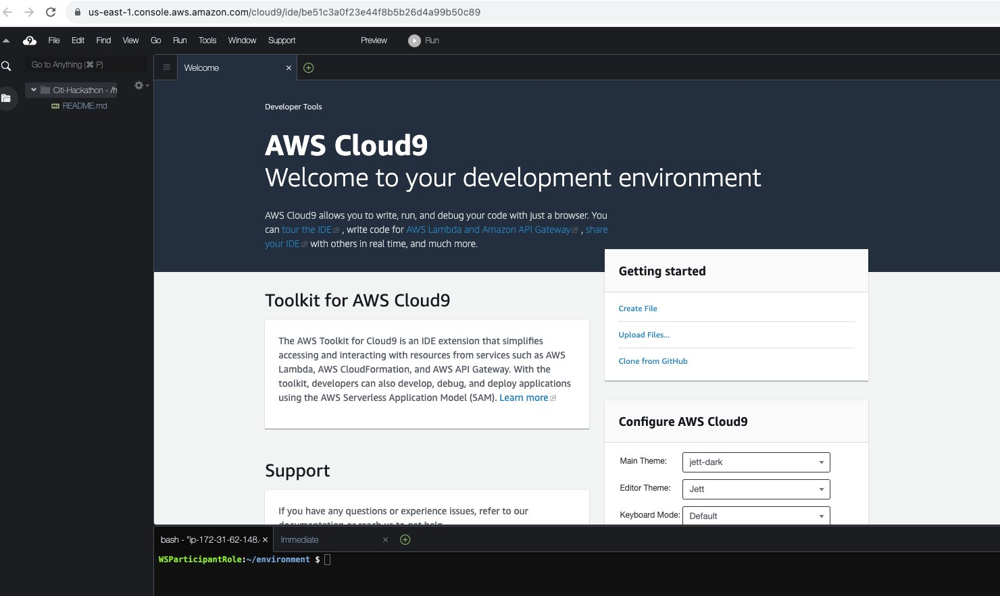 us-east-1.console.aws.amazon.com/cloud9/ide/be51c3a0f23e44f8b5b26d4a99b50c89
9 File Edit Find View Go Run Tools Window Support Preview Run
Go to Anything (⌘ P)
Welcome
Citi-Hackathon - /h
README.md
Developer Tools
AWS Cloud9
Welcome to your development environment
AWS Cloud9 allows you to write, run, and debug your code with just a browser. You
can tour the IDE , write code for AWS Lambda and Amazon API Gateway , share
your IDE with others in real time, and much more.
Getting started
Create File
Upload Files...
Clone from GitHub
Toolkit for AWS Cloud9
The AWS Toolkit for Cloud9 is an IDE extension that simplifies
accessing and interacting with resources from services such as AWS
Lambda, AWS CloudFormation, and AWS API Gateway. With the
toolkit, developers can also develop, debug, and deploy applications
using the AWS Serverless Application Model (SAM). Learn more
Configure AWS Cloud9
Main Theme: jett-dark
Editor Theme: Jett
Keyboard Mode: Default
Support
If you have any questions or experience issues, refer to our
documentation or reach us to get help.
bash - "ip-172-31-62-148. Immediate
WSParticipantRole:~/environment $